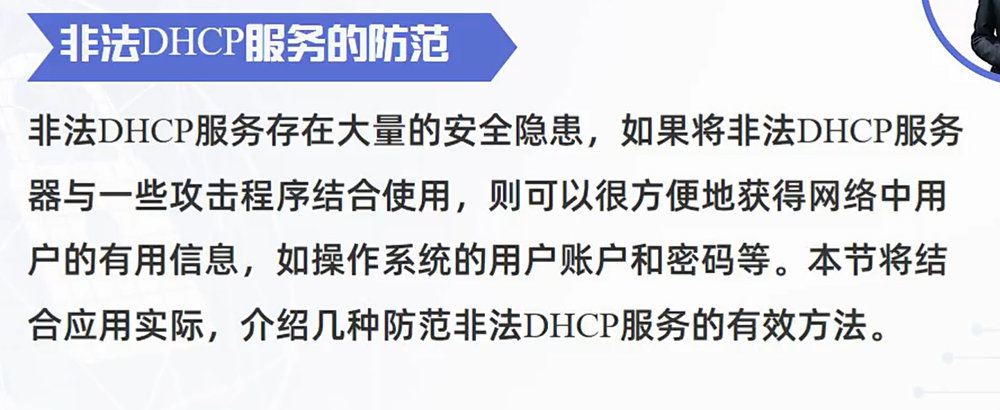 非法DHCP服务的防范
非法DHCP服务存在大量的安全隐患，如果将非法DHCP服务
器与一些攻击程序结合使用，则可以很方便地获得网络中用
户的有用信息，如操作系统的用户账户和密码等。本节将结
合应用实际，介绍几种防范非法DHCP服务的有效方法。